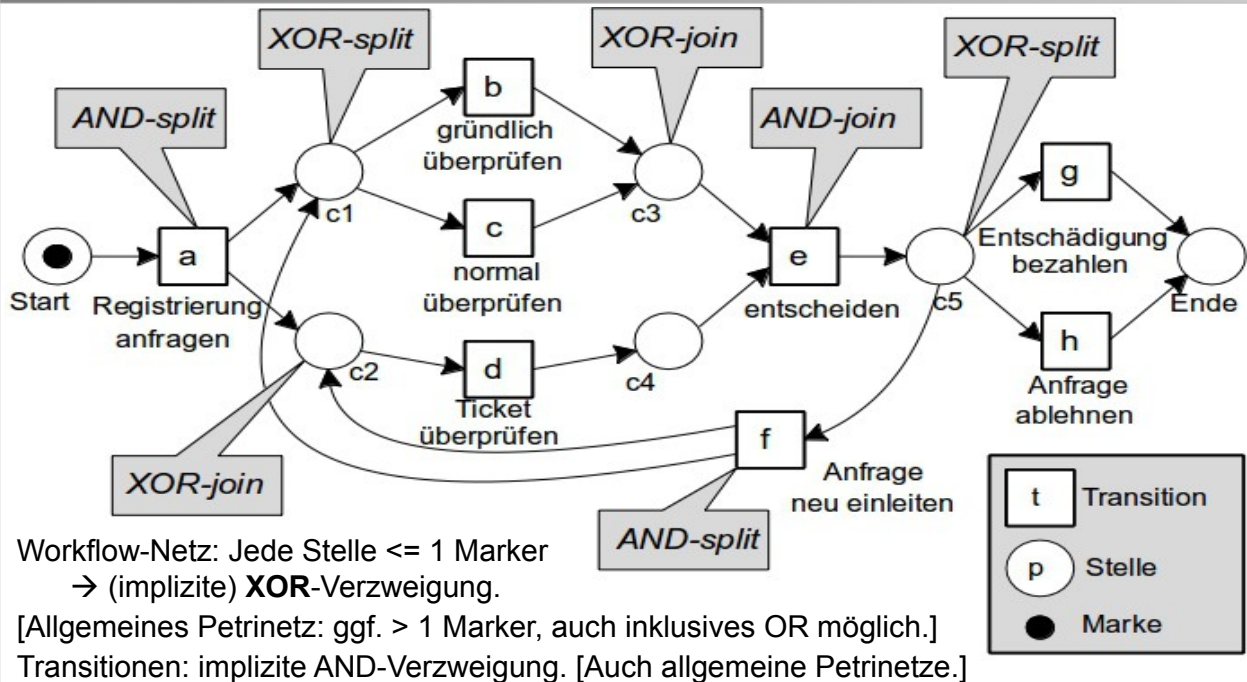 XOR-split
XOR-join
XOR-split
AND-split
AND-join
b
gründlich
überprüfen
g
c1
c3
a
c
e
Entschädigung
bezahlen
normal
überprüfen
Start
Registrierung
anfragen
entscheiden
c5
Ende
c2
d
c4
h
Ticket
überprüfen
Anfrage
ablehnen
f
XOR-join
Anfrage
neu einleiten
AND-split
t
Transition
p
Stelle
Marke
Workflow-Netz: Jede Stelle <= 1 Marker
→ (implizite) XOR-Verzweigung.
[Allgemeines Petrinetz: ggf. > 1 Marker, auch inklusives OR möglich.]
Transitionen: implizite AND-Verzweigung. [Auch allgemeine Petrinetze.]